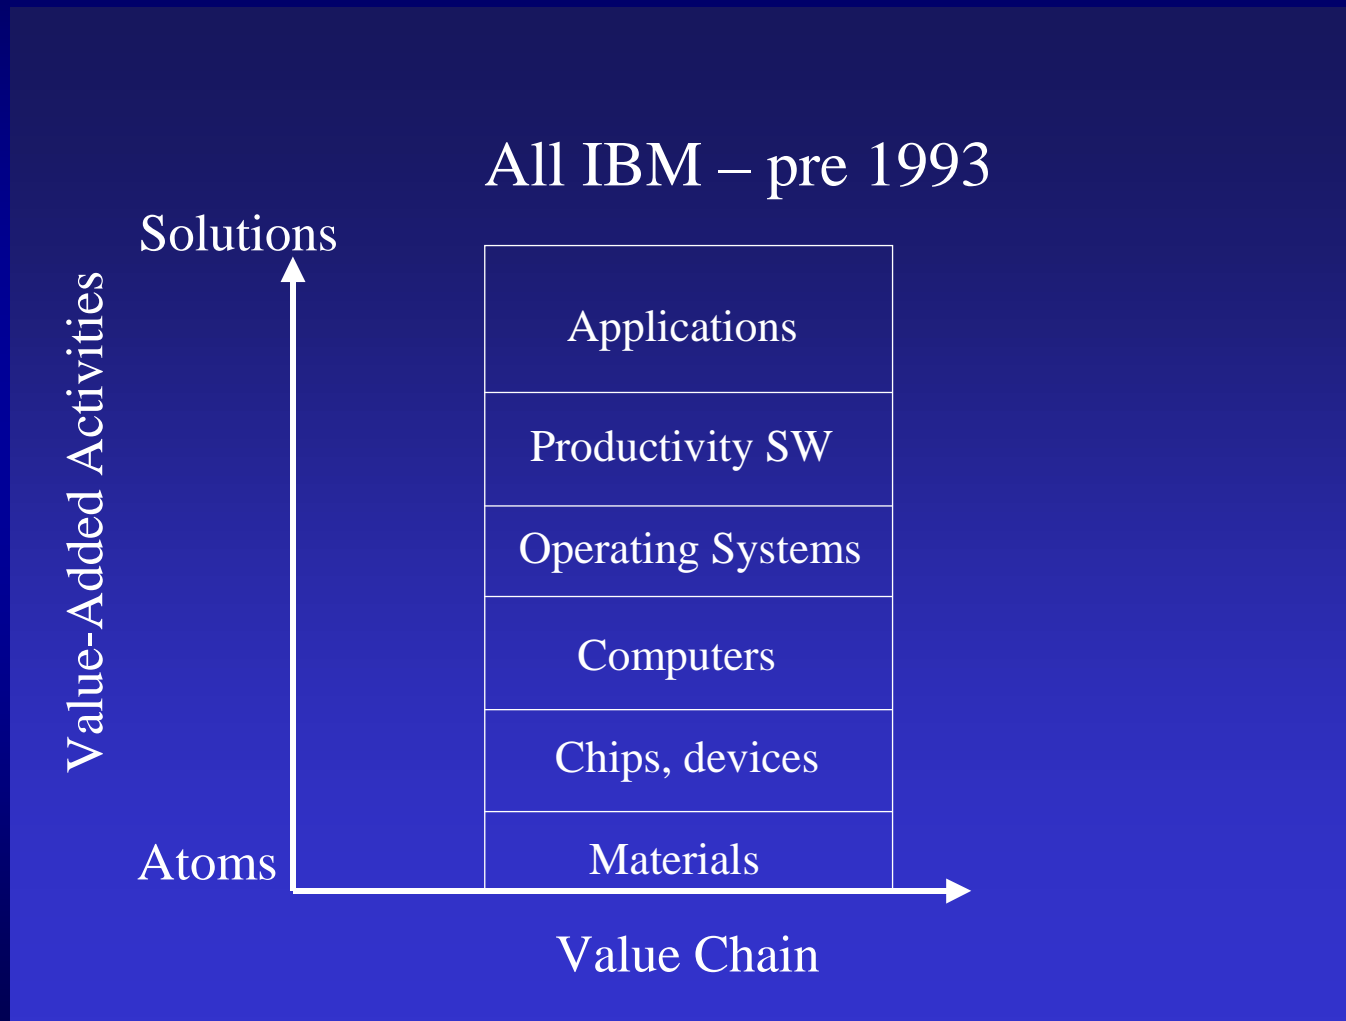 All IBM – pre 1993
Solutions
Value-Added Activities
Applications
Productivity SW
Operating Systems
Computers
Chips, devices
Materials
Atoms
Value Chain